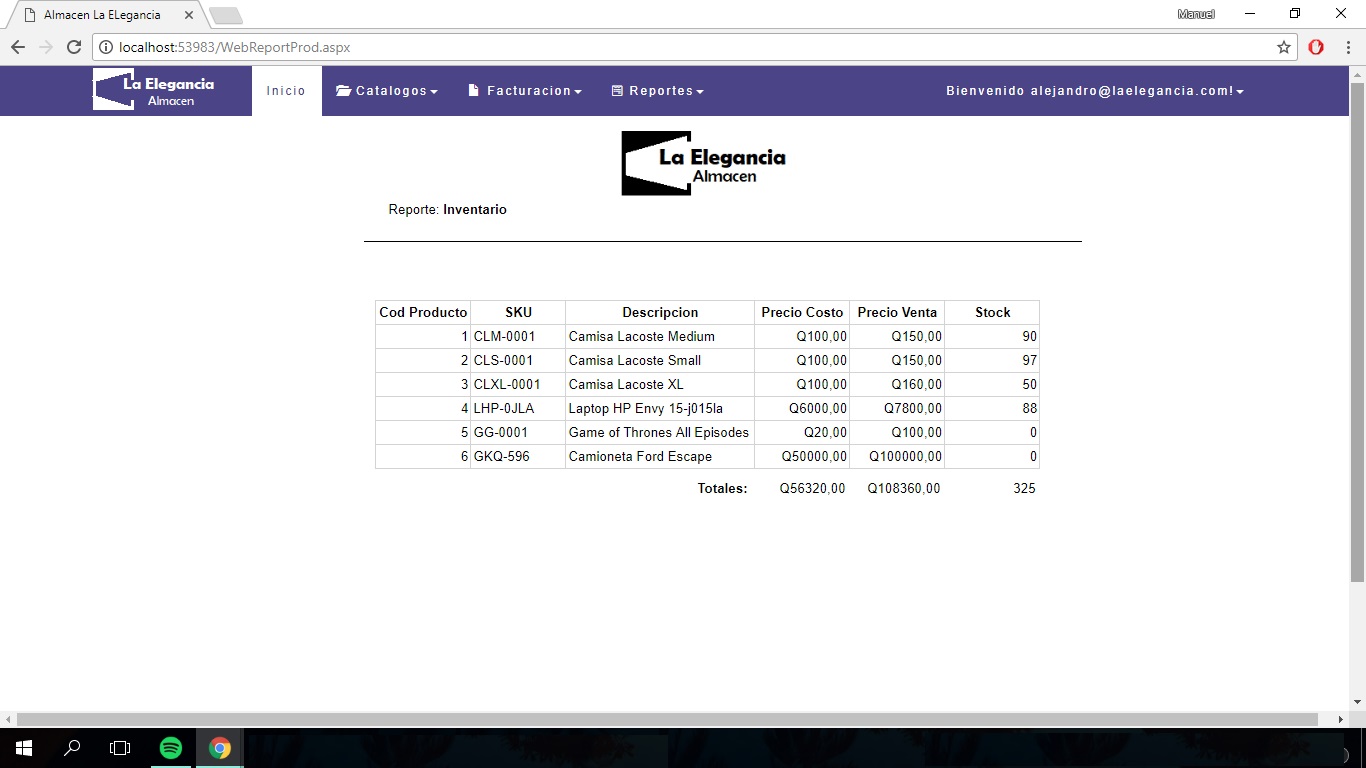 Almacen La ELegancia
Manuel
localhost:53983/WebReportProd.aspx
La Elegancia
Almacen
Inicio Catalogos Facturacion Reportes Bienvenido alejandro@laelegancia.com!
La Elegancia
Almacen
Reporte: Inventario
Cod Producto SKU Descripcion Precio Costo Precio Venta Stock
1 CLM-0001 Camisa Lacoste Medium Q100,00 Q150,00 90
2 CLS-0001 Camisa Lacoste Small Q100,00 Q150,00 97
3 CLXL-0001 Camisa Lacoste XL Q100,00 Q160,00 50
4 LHP-0JLA Laptop HP Envy 15-j015la Q6000,00 Q7800,00 88
5 GG-0001 Game of Thrones All Episodes Q20,00 Q100,00 0
6 GKQ-596 Camioneta Ford Escape Q50000,00 Q100000,00 0
Totales: Q56320,00 Q108360,00 325